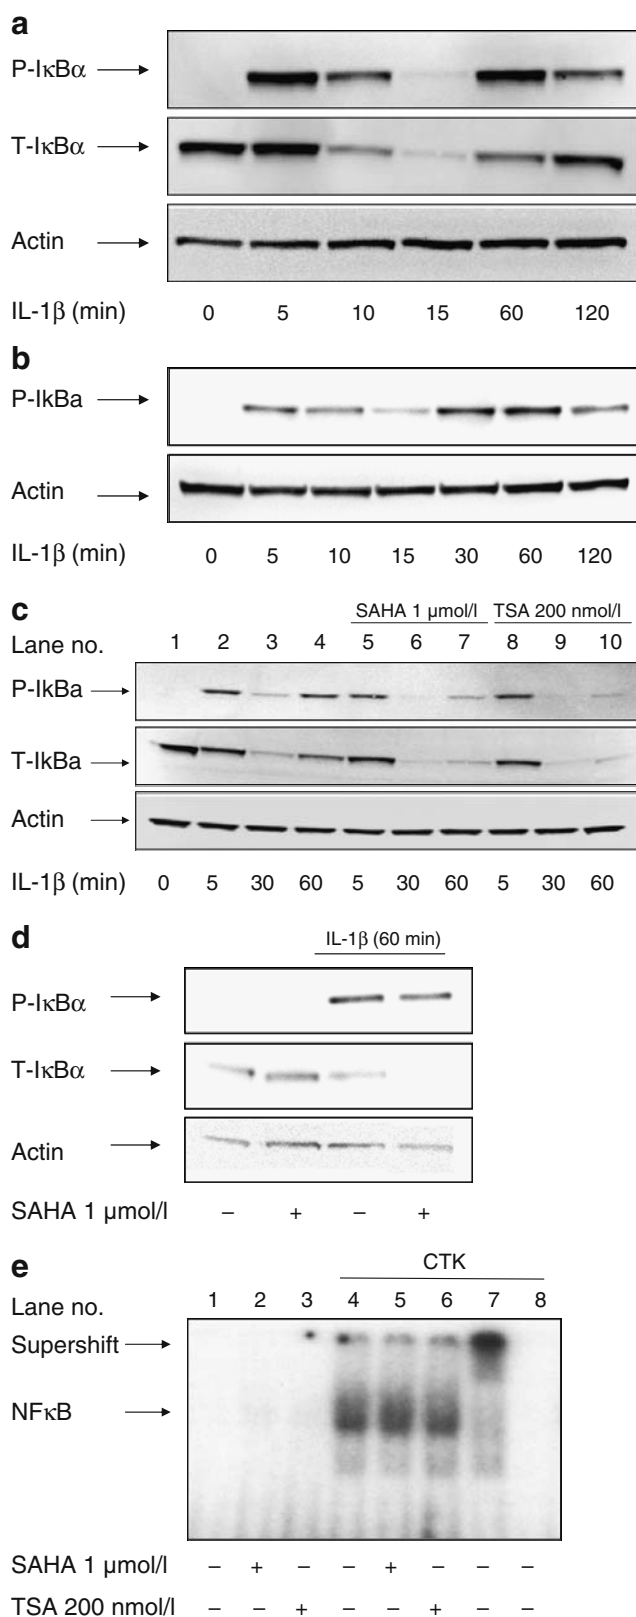 a
P-IκBα
T-IκBα
Actin
IL-1β (min) 0 5 10 15 60 120
b
P-IkBa
Actin
IL-1β (min) 0 5 10 15 30 60 120
c
SAHA 1 µmol/l TSA 200 nmol/l
Lane no. 1 2 3 4 5 6 7 8 9 10
P-IkBa
T-IkBa
Actin
IL-1β (min) 0 5 30 60 5 30 60 5 30 60
d
IL-1β (60 min)
P-IκBα
T-IκBα
Actin
SAHA 1 µmol/l – + – +
e
CTK
Lane no. 1 2 3 4 5 6 7 8
Supershift
NFκB
SAHA 1 µmol/l – + – – + – – –
TSA 200 nmol/l – – + – – + – –